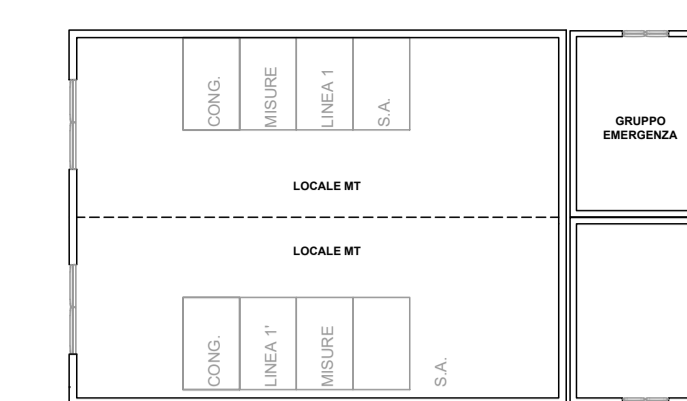 CONG.
MISURE
LINEA 1
S.A.
GRUPPO
EMERGENZA
LOCALE MT
LOCALE MT
CONG.
LINEA 1'
MISURE
S.A.